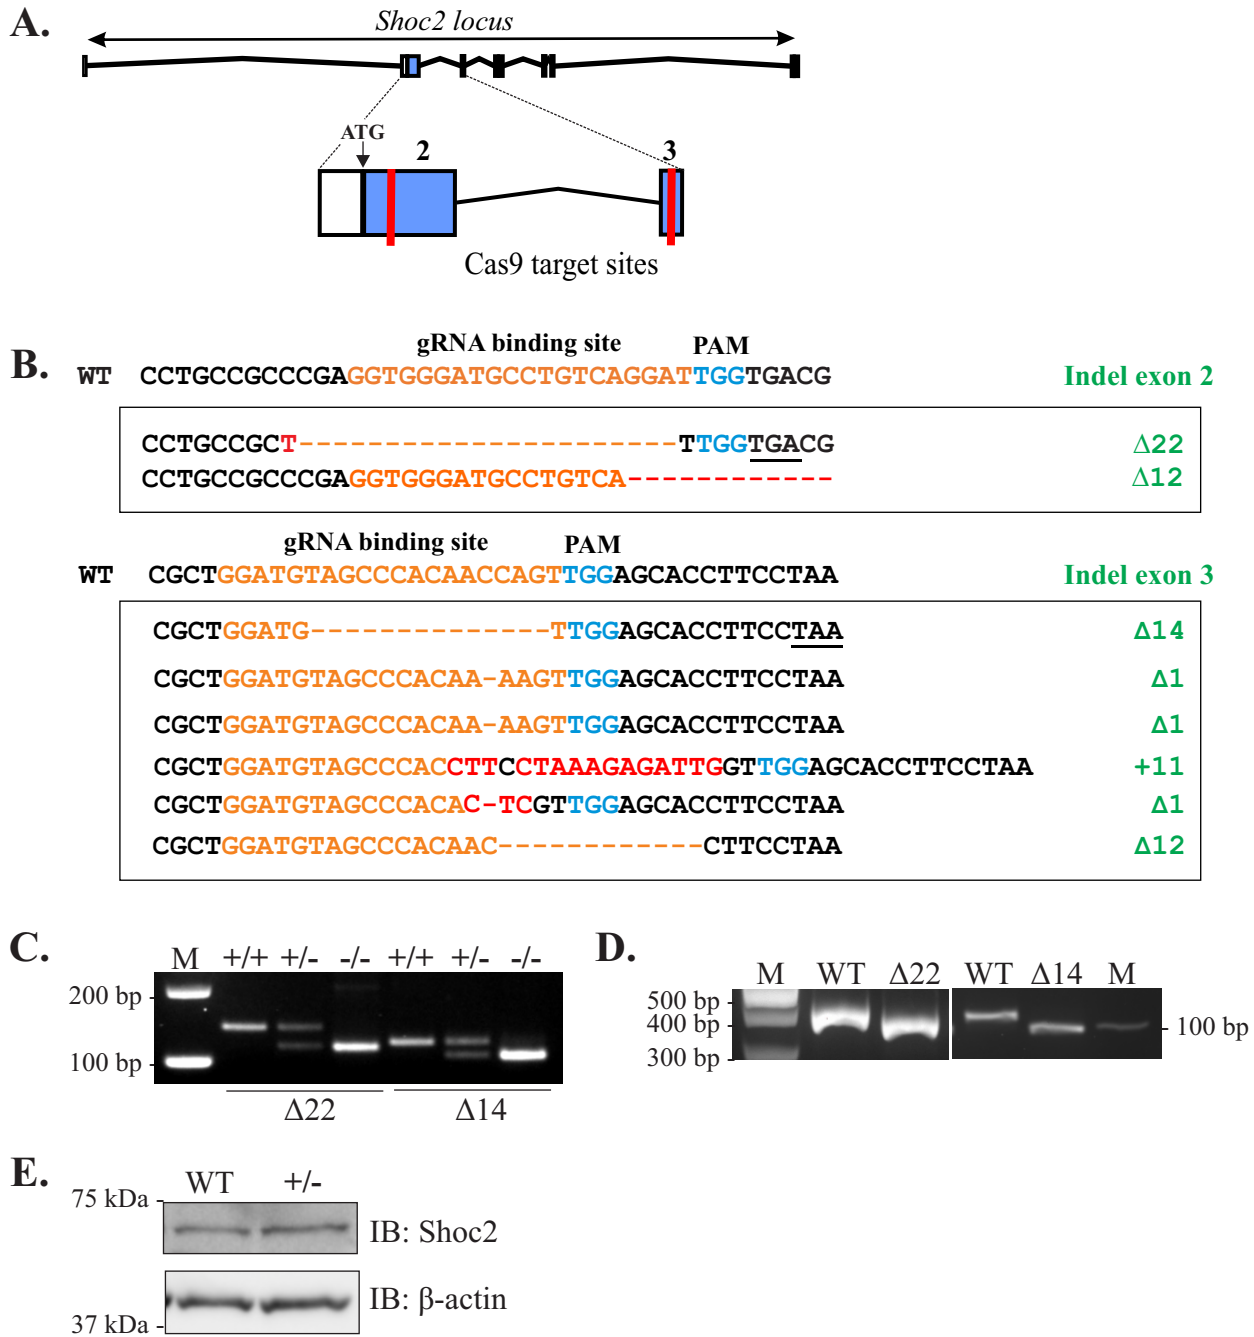 A.
Shoc2 locus
ATG
2
3
Cas9 target sites
B.
gRNA binding site PAM
WT CCTGCCGCCCGAGGTGGGATGCCTGTCAGGATTGGTGACG Indel exon 2
CCTGCCGCT----------------------TTGGTGACG Δ22
CCTGCCGCCCGAGGTGGGATGCCTGTCA------------ Δ12
gRNA binding site PAM
WT CGCTGGATGTAGCCCACAACCAGTTGGAGCACCTTCCTAA Indel exon 3
CGCTGGATG--------------TTGGAGCACCTTCCTAA Δ14
CGCTGGATGTAGCCCACAA-AAGTTGGAGCACCTTCCTAA Δ1
CGCTGGATGTAGCCCACAA-AAGTTGGAGCACCTTCCTAA Δ1
CGCTGGATGTAGCCCACCTTCCTAAAGAGATTGGTTGGAGCACCTTCCTAA +11
CGCTGGATGTAGCCCACAC-TCGTTGGAGCACCTTCCTAA Δ1
CGCTGGATGTAGCCCACAAC------------CTTCCTAA Δ12
C.
M +/+ +/- -/- +/+ +/- -/-
200 bp
100 bp
Δ22 Δ14
D.
M WT Δ22 WT Δ14 M
500 bp
400 bp
300 bp
100 bp
E.
WT +/-
75 kDa
IB: Shoc2
IB: β-actin
37 kDa